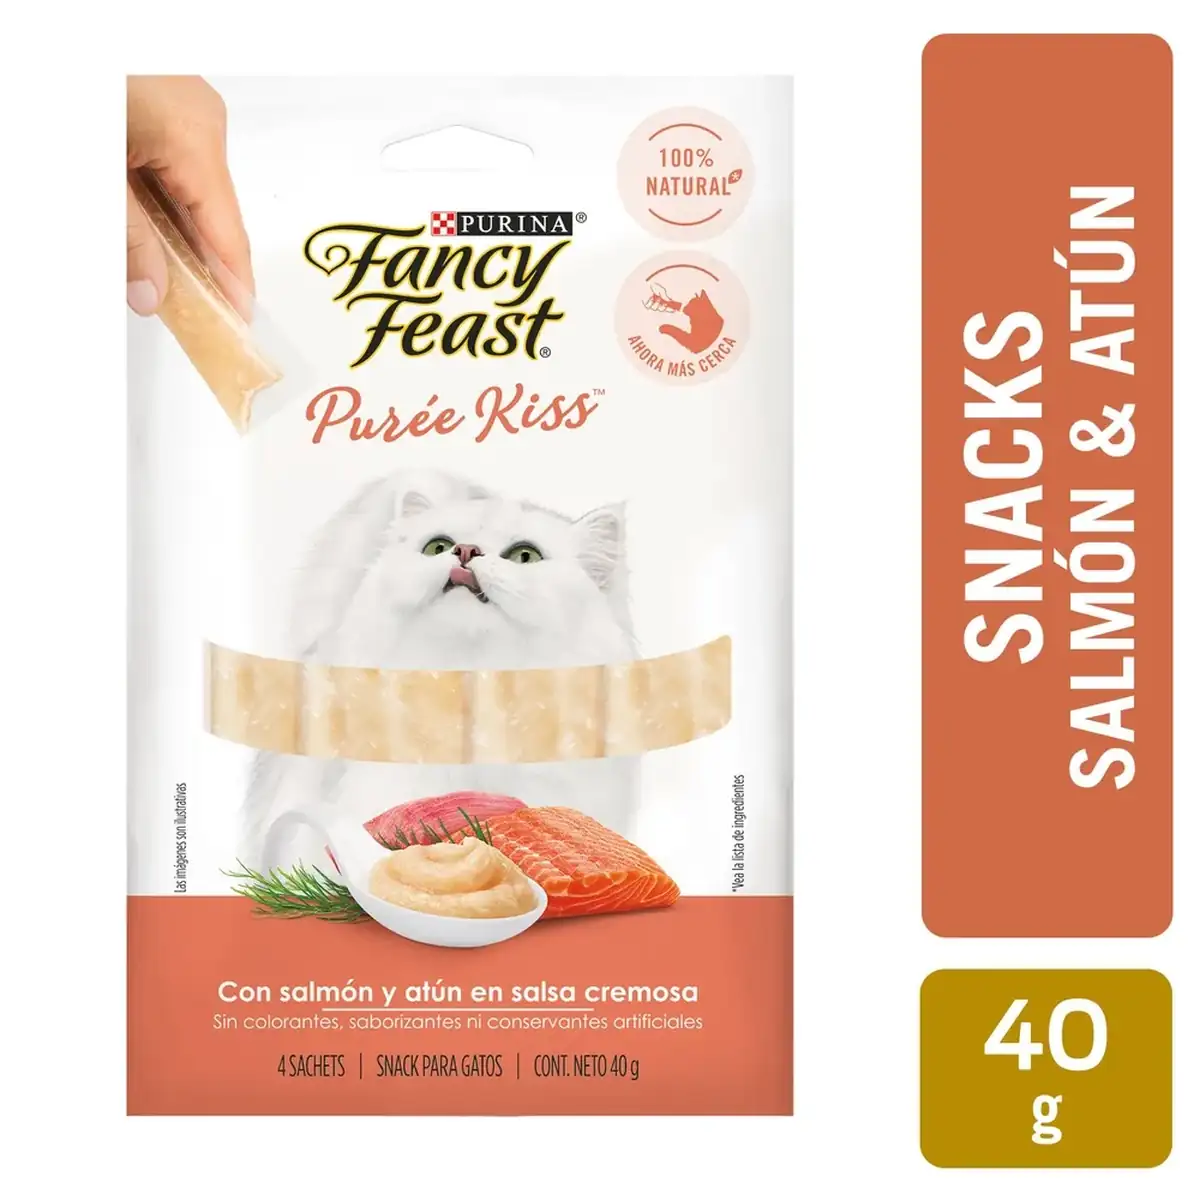 100%
NATURAL*
PURINA®
Fancy
Feast®
AHORA MÁS CERCA
Purée Kiss™
Las imágenes son ilustrativas
*Vea la lista de ingredientes
Con salmón y atún en salsa cremosa
Sin colorantes, saborizantes ni conservantes artificiales
4 SACHETS | SNACK PARA GATOS | CONT. NETO 40 g
SNACKS
SALMÓN & ATÚN
40
g